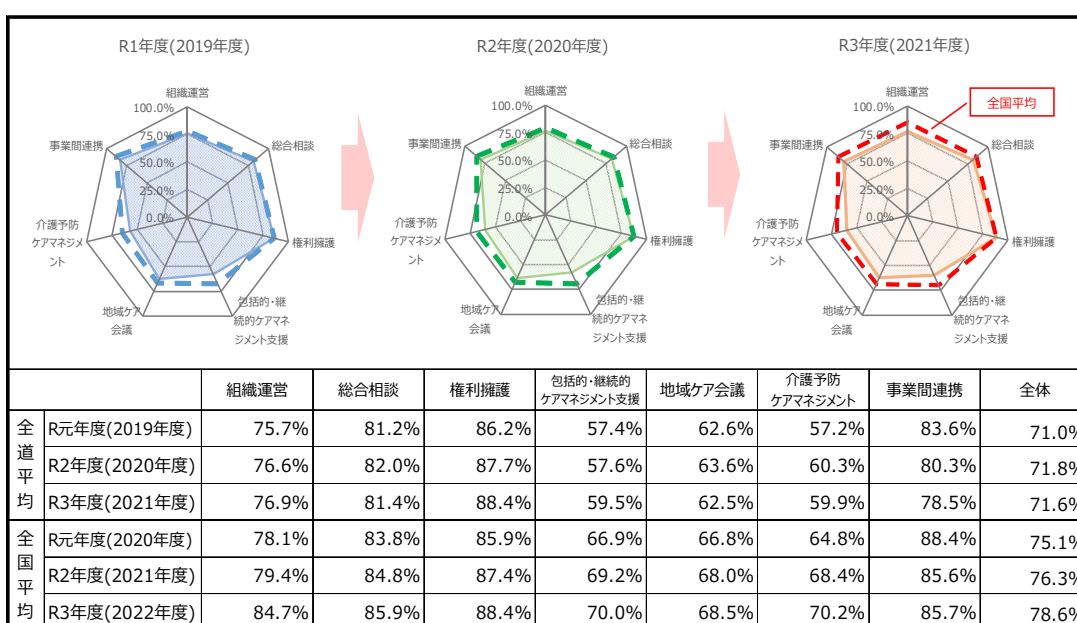 R1年度(2019年度)
R2年度(2020年度)
R3年度(2021年度)
組織運営
100.0%
75.0%
50.0%
25.0%
0.0%
総合相談
権利擁護
包括的・継
続的ケアマネ
ジメント支援
地域ケア
会議
介護予防
ケアマネジメ
ント
事業間連携
組織運営
100.0%
75.0%
50.0%
25.0%
0.0%
総合相談
権利擁護
包括的・継
続的ケアマネ
ジメント支援
地域ケア
会議
介護予防
ケアマネジメ
ント
事業間連携
組織運営
100.0%
75.0%
50.0%
25.0%
0.0%
総合相談
権利擁護
包括的・継
続的ケアマネ
ジメント支援
地域ケア
会議
介護予防
ケアマネジメ
ント
事業間連携
全国平均
組織運営 総合相談 権利擁護 包括的・継続的 ケアマネジメント支援 地域ケア会議 介護予防 ケアマネジメント 事業間連携 全体
全道平均
R元年度(2019年度) 75.7% 81.2% 86.2% 57.4% 62.6% 57.2% 83.6% 71.0%
R2年度(2020年度) 76.6% 82.0% 87.7% 57.6% 63.6% 60.3% 80.3% 71.8%
R3年度(2021年度) 76.9% 81.4% 88.4% 59.5% 62.5% 59.9% 78.5% 71.6%
全国平均
R元年度(2020年度) 78.1% 83.8% 85.9% 66.9% 66.8% 64.8% 88.4% 75.1%
R2年度(2021年度) 79.4% 84.8% 87.4% 69.2% 68.0% 68.4% 85.6% 76.3%
R3年度(2022年度) 84.7% 85.9% 88.4% 70.0% 68.5% 70.2% 85.7% 78.6%